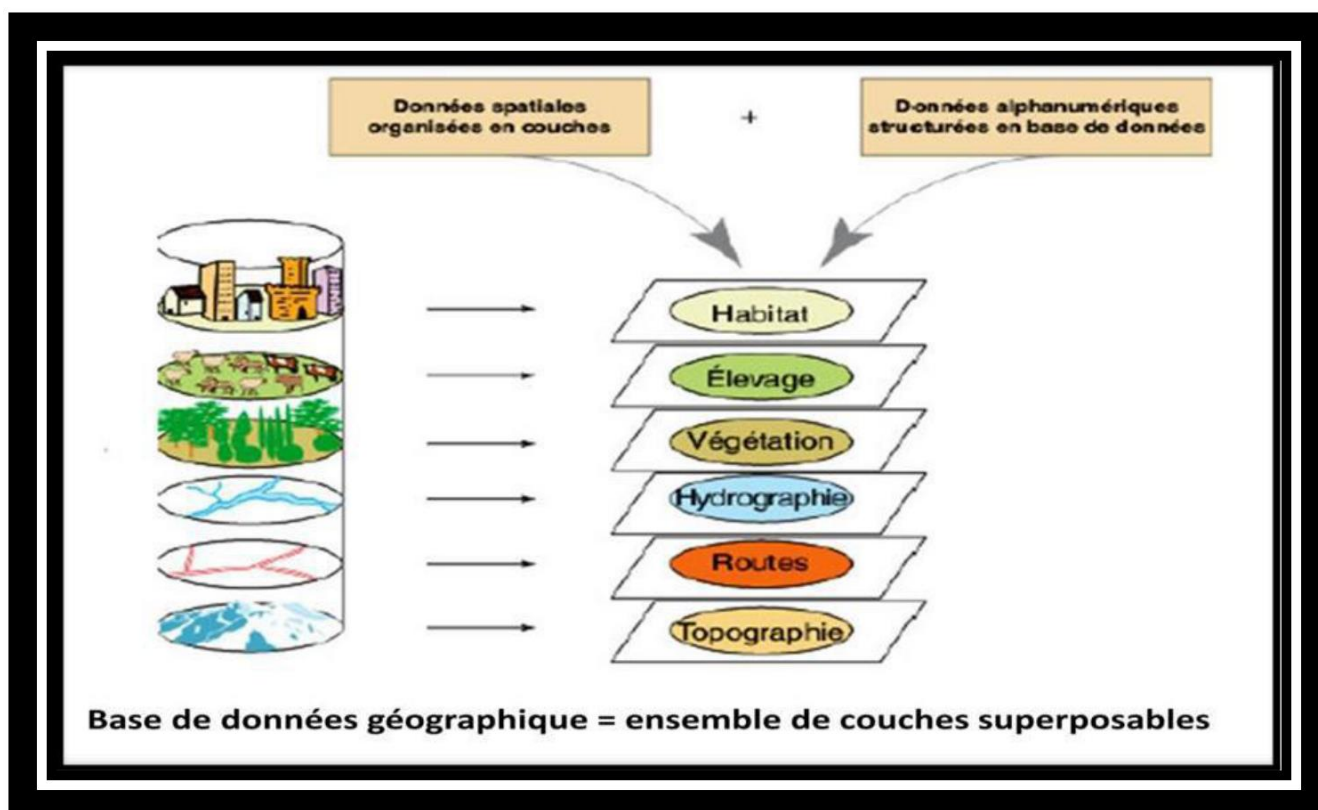 Données spatiales
organisées en couches
+
Données alphanumériques
structurées en base de données
Habitat
Élevage
Végétation
Hydrographie
Routes
Topographie
Base de données géographique = ensemble de couches superposables